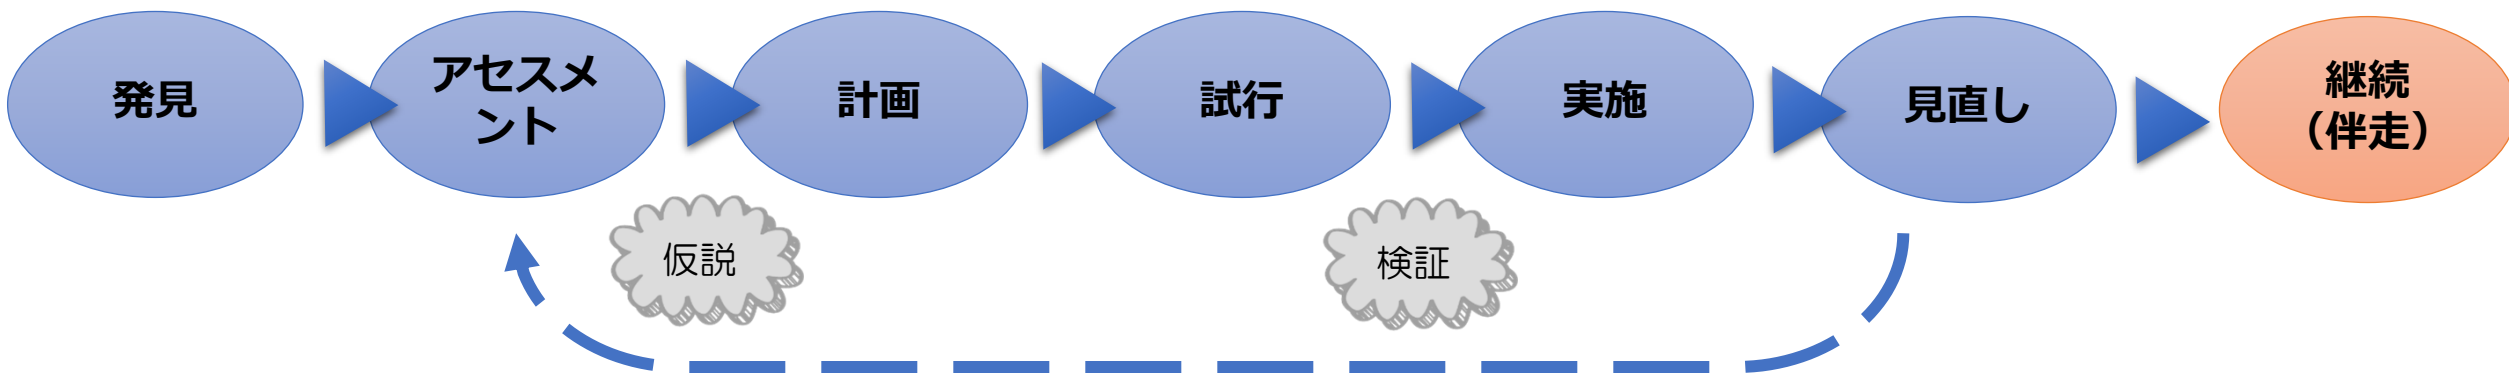 発見
アセスメ
ント
計画
試行
実施
見直し
継続
（伴走）
仮説
検証